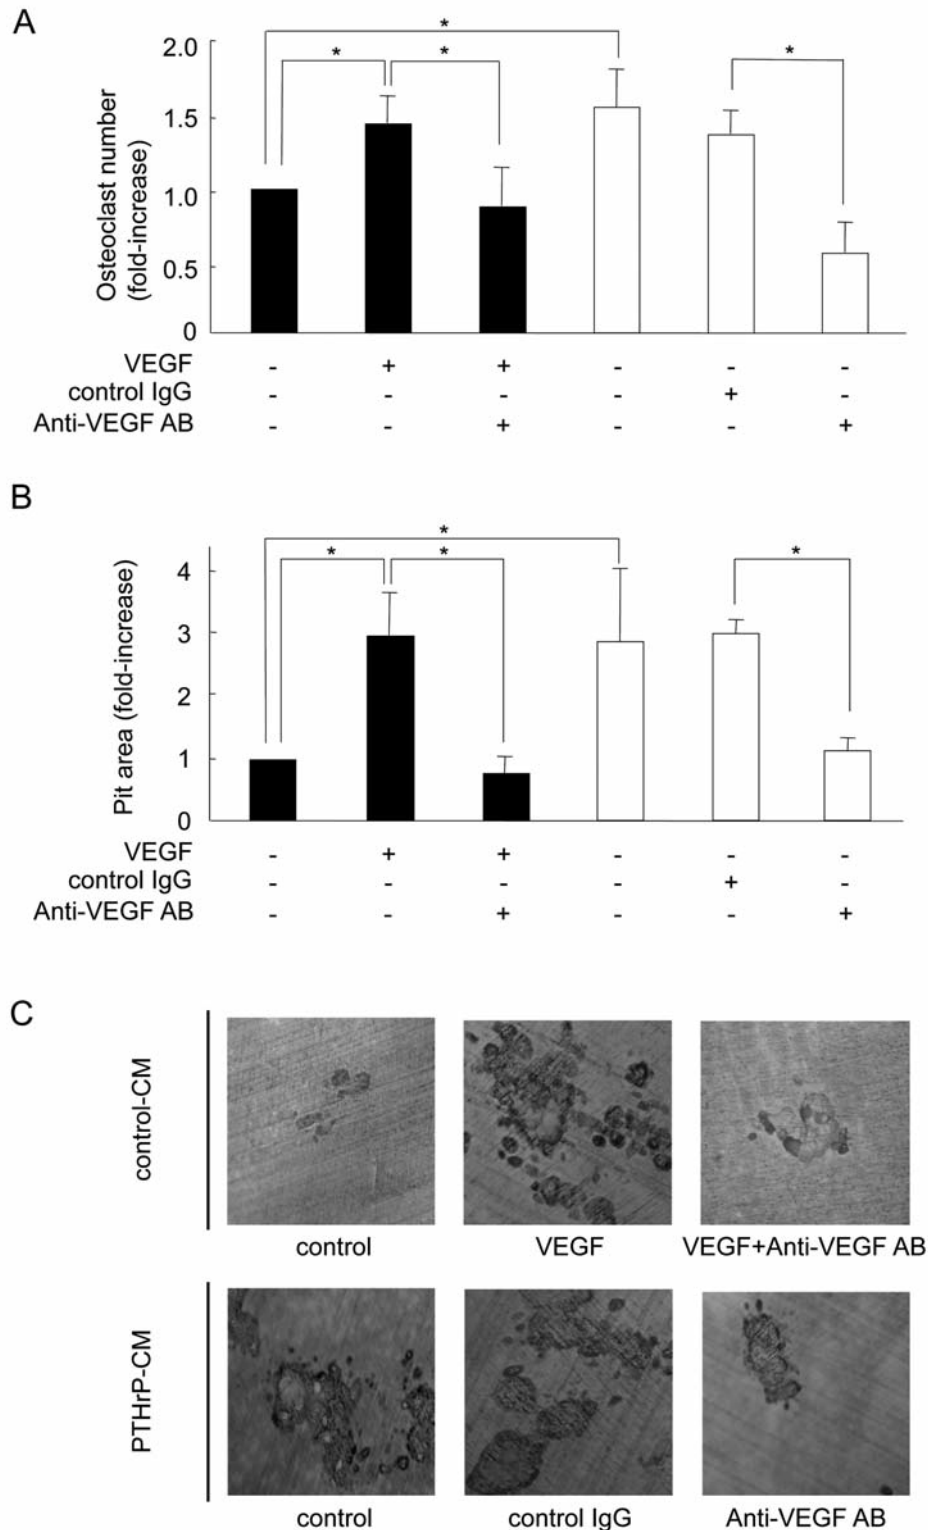 A
*
* * *
2.0
1.5
1.0
0.5
0
Osteoclast number
(fold-increase)
VEGF - + + - - -
control IgG - - - - + -
Anti-VEGF AB - - + - - +
B
*
* * *
4
3
2
1
0
Pit area (fold-increase)
VEGF - + + - - -
control IgG - - - - + -
Anti-VEGF AB - - + - - +
C
control-CM
control VEGF VEGF+Anti-VEGF AB
PTHrP-CM
control control IgG Anti-VEGF AB